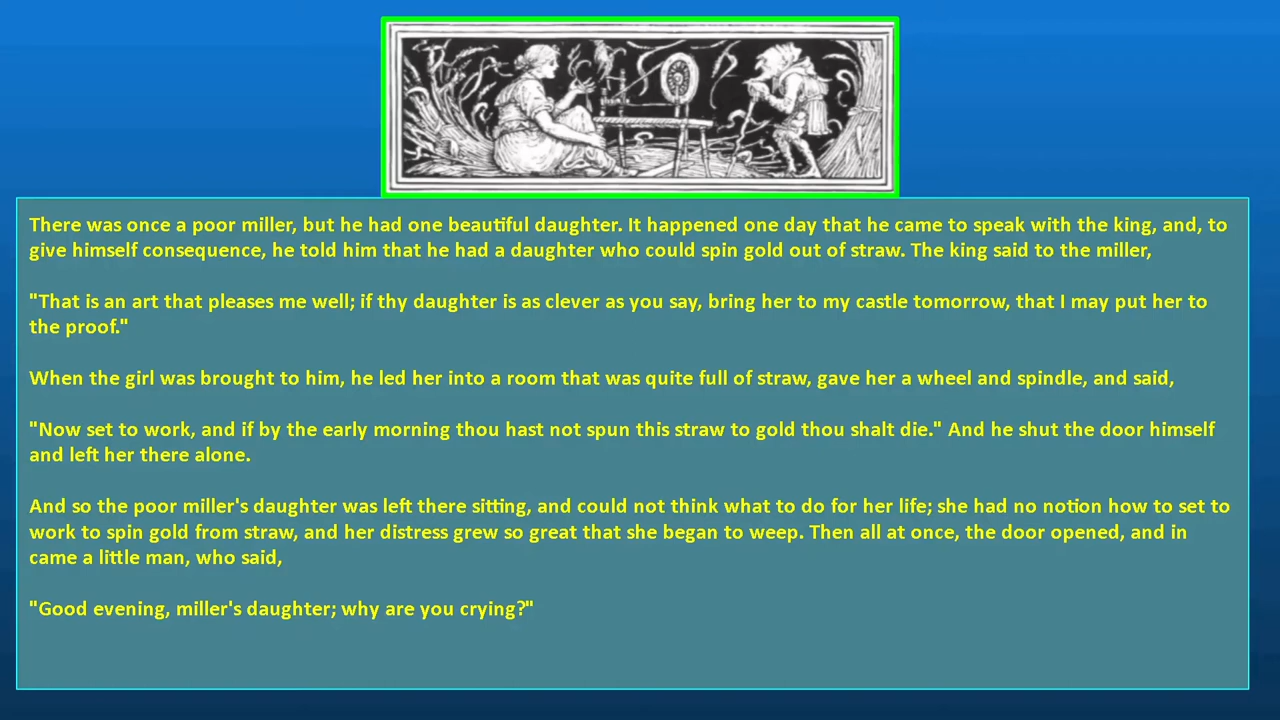 There was once a poor miller, but he had one beautiful daughter. It happened one day that he came to speak with the king, and, to
give himself consequence, he told him that he had a daughter who could spin gold out of straw. The king said to the miller,
"That is an art that pleases me well; if thy daughter is as clever as you say, bring her to my castle tomorrow, that I may put her to
the proof."
When the girl was brought to him, he led her into a room that was quite full of straw, gave her a wheel and spindle, and said,
"Now set to work, and if by the early morning thou hast not spun this straw to gold thou shalt die." And he shut the door himself
and left her there alone.
And so the poor miller's daughter was left there sitting, and could not think what to do for her life; she had no notion how to set to
work to spin gold from straw, and her distress grew so great that she began to weep. Then all at once, the door opened, and in
came a little man, who said,
"Good evening, miller's daughter; why are you crying?"